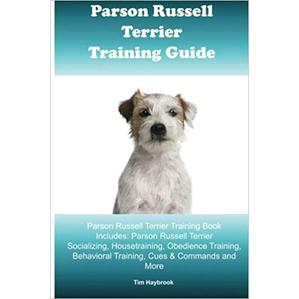 Parson Russell
Terrier
Training Guide
Parson Russell Terrier Training Book
Includes: Parson Russell Terrier
Socializing, Housetraining, Obedience Training,
Behavioral Training, Cues & Commands and
More
Tim Haybrook